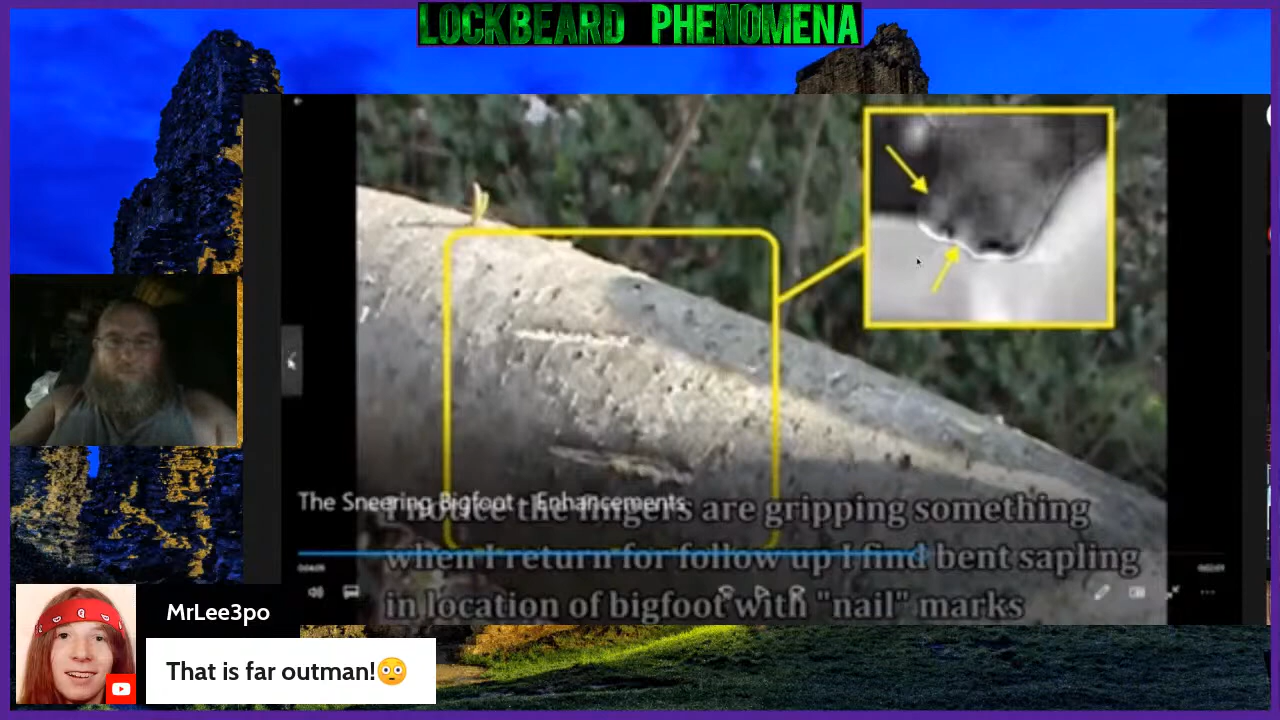 LOCKBEARD PHENOMENA
The Sneering Bigfoot - Enhancements
I notice the fingers are gripping something
when I return for follow up I find bent sapling
in location of bigfoot with "nail" marks
MrLee3po
That is far outman!😳